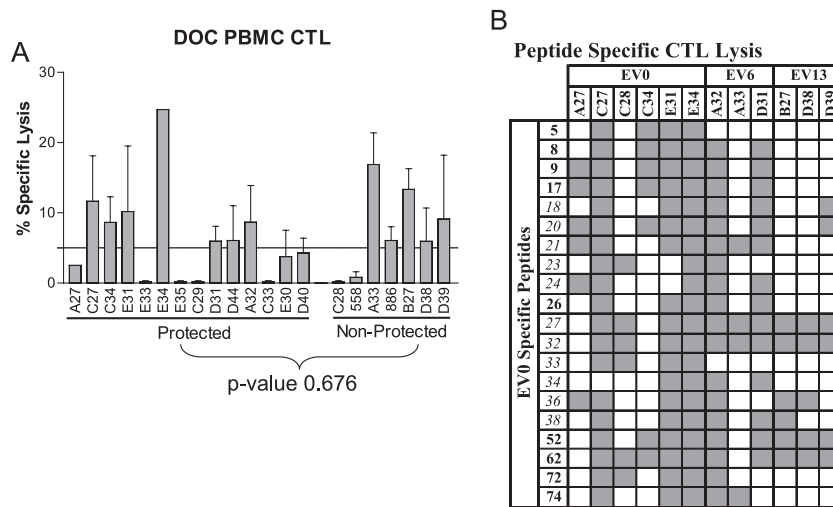 A
DOC PBMC CTL
% Specific Lysis
30
20
10
0
A27 C27 C34 E31 E33 E34 E35 C29 D31 D44 A32 C33 E30 D40 C28 558 A33 886 B27 D38 D39
Protected Non-Protected
p-value 0.676
B
Peptide Specific CTL Lysis
EV0 EV6 EV13
A27 C27 C28 C34 E31 E34 A32 A33 D31 B27 D38 D39
EV0 Specific Peptides
5
8
9
17
18
20
21
23
24
26
27
32
33
34
36
38
52
62
72
74